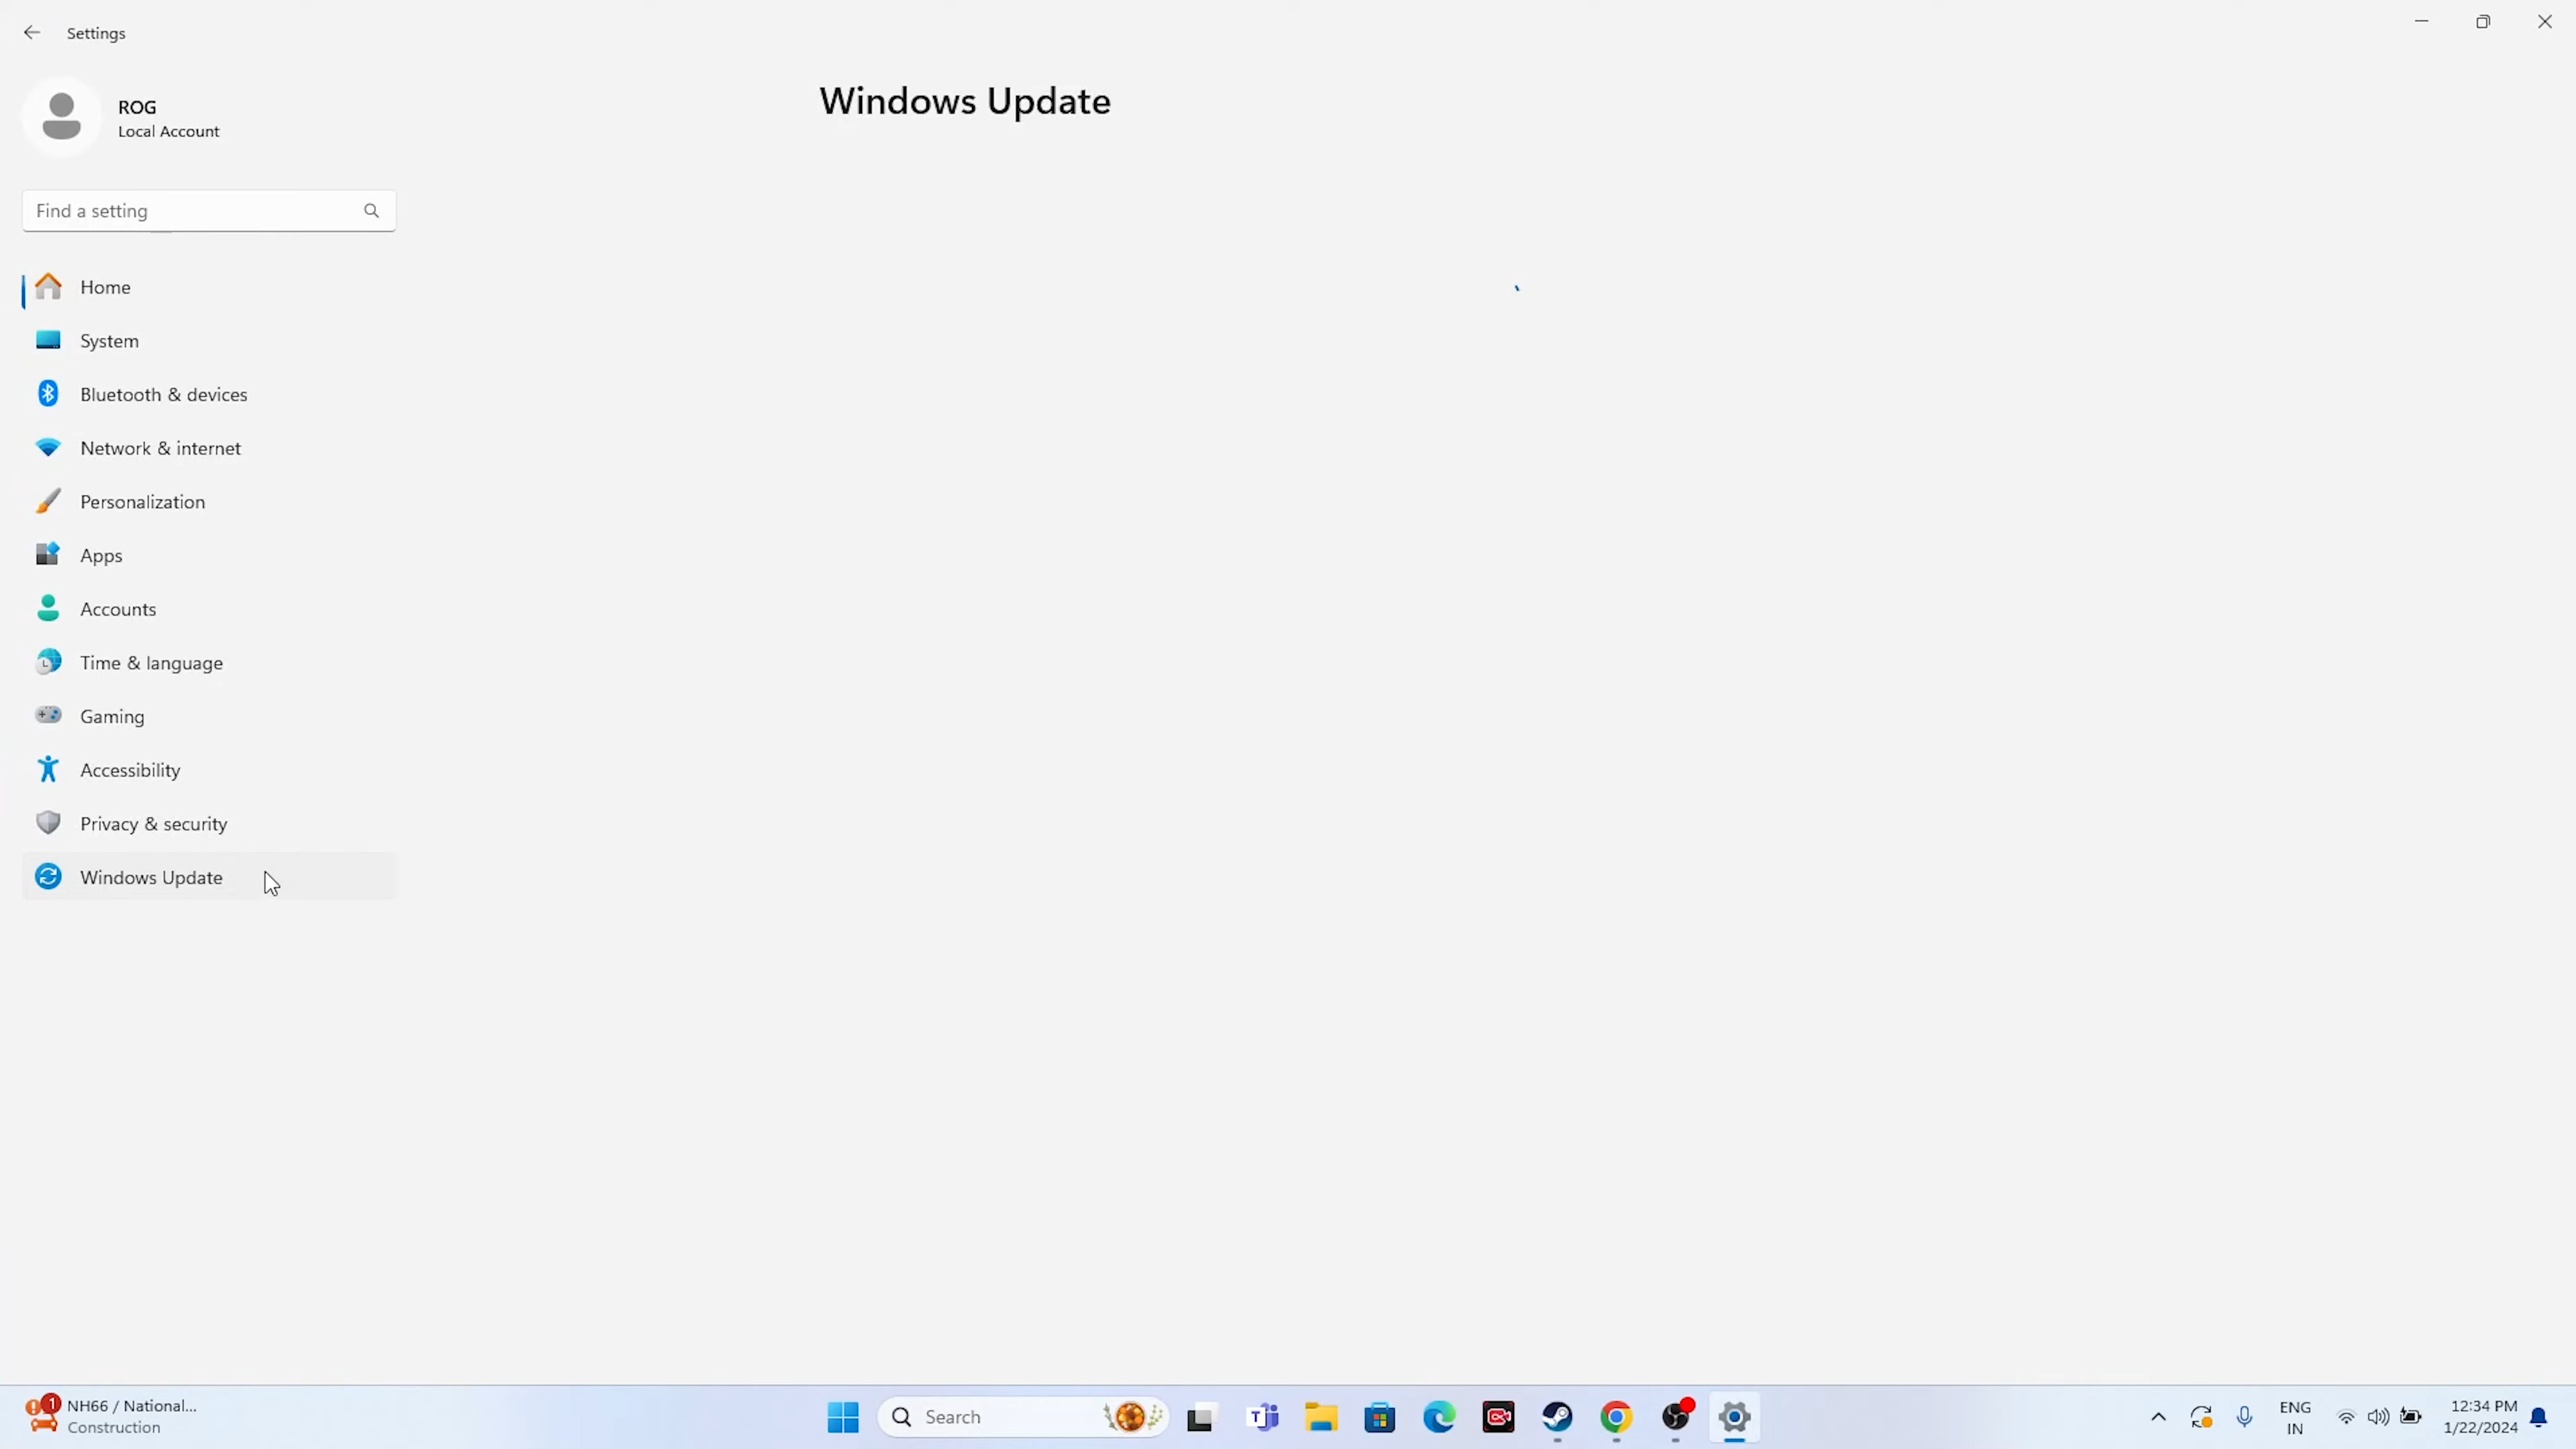 Settings
ROG
Local Account
Find a setting
Home
System
Bluetooth & devices
Network & internet
Personalization
Apps
Accounts
Time & language
Gaming
Accessibility
Privacy & security
Windows Update
Windows Update
1
NH66 / National...
Construction
Search
T
ENG
IN
12:34 PM
1/22/2024